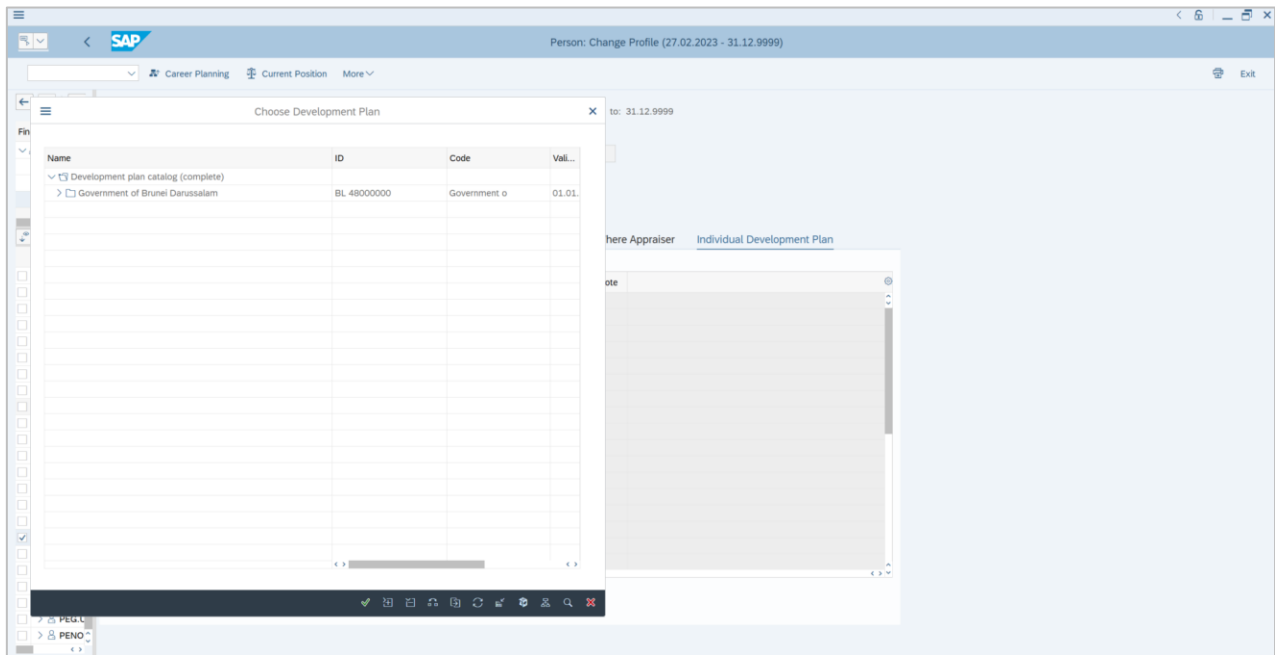 SAP
Person: Change Profile (27.02.2023 - 31.12.9999)
Career Planning Current Position More Exit
Choose Development Plan
to: 31.12.9999
Fin
Name ID Code Vali...
Development plan catalog (complete)
Government of Brunei Darussalam BL 48000000 Government o 01.01.
here Appraiser Individual Development Plan
ote
PEG.U
PENO